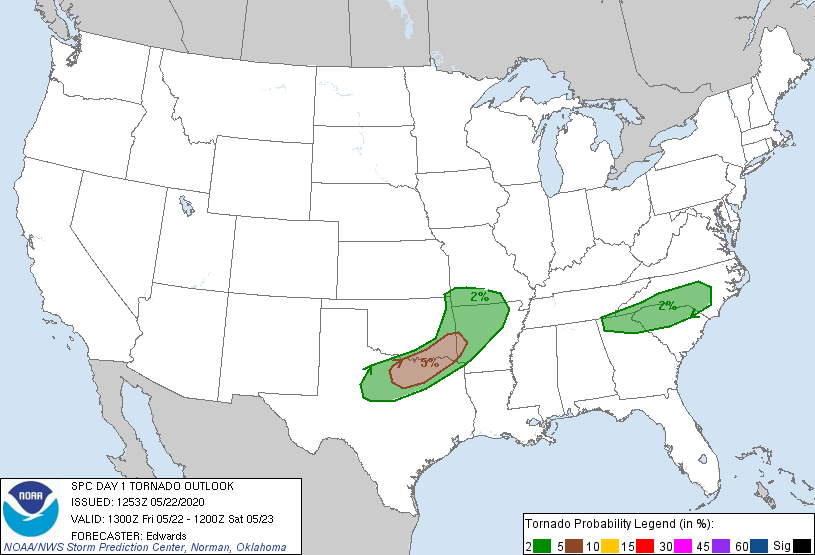 2%
2%
5%
NOAA
SPC DAY 1 TORNADO OUTLOOK
ISSUED: 1253Z 05/22/2020
VALID: 1300Z Fri 05/22 - 1200Z Sat 05/23
FORECASTER: Edwards
NOAA/NWS Storm Prediction Center, Norman, Oklahoma
Tornado Probability Legend (in %):
2 5 10 15 30 45 60 Sig